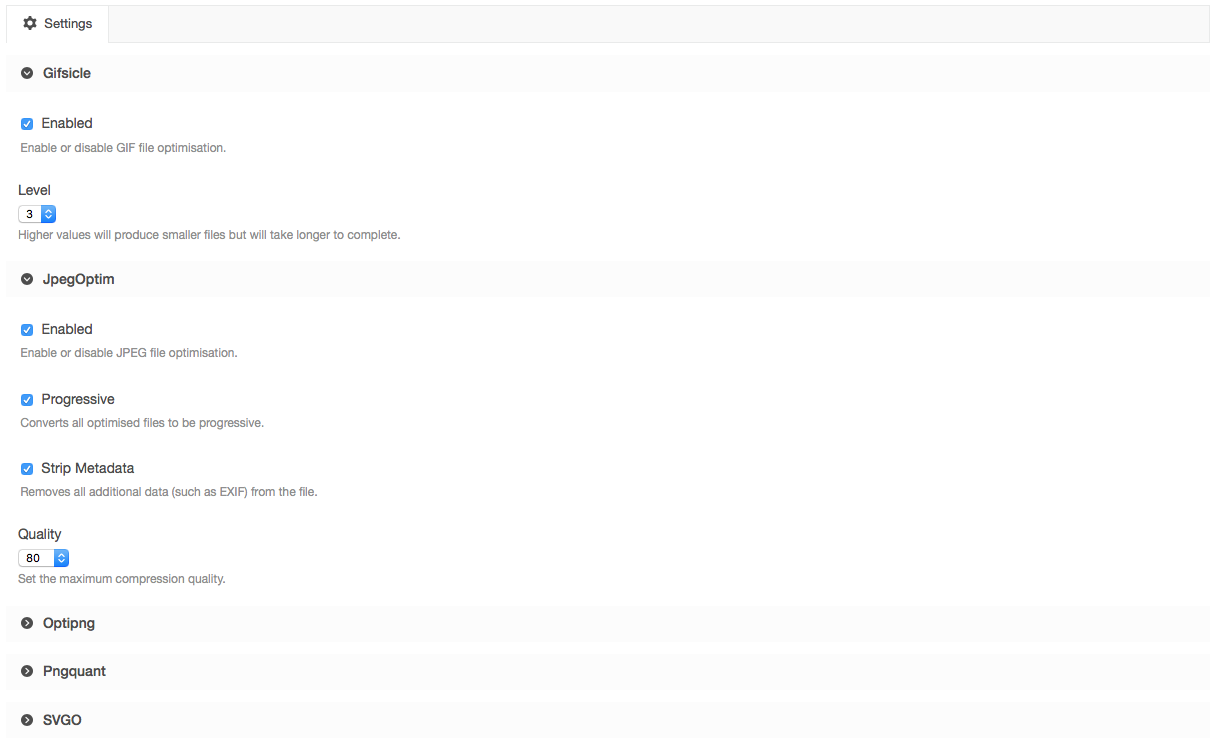 Settings
Gifsicle
Enabled
Enable or disable GIF file optimisation.
Level
3
Higher values will produce smaller files but will take longer to complete.
JpegOptim
Enabled
Enable or disable JPEG file optimisation.
Progressive
Converts all optimised files to be progressive.
Strip Metadata
Removes all additional data (such as EXIF) from the file.
Quality
80
Set the maximum compression quality.
Optipng
Pngquant
SVGO